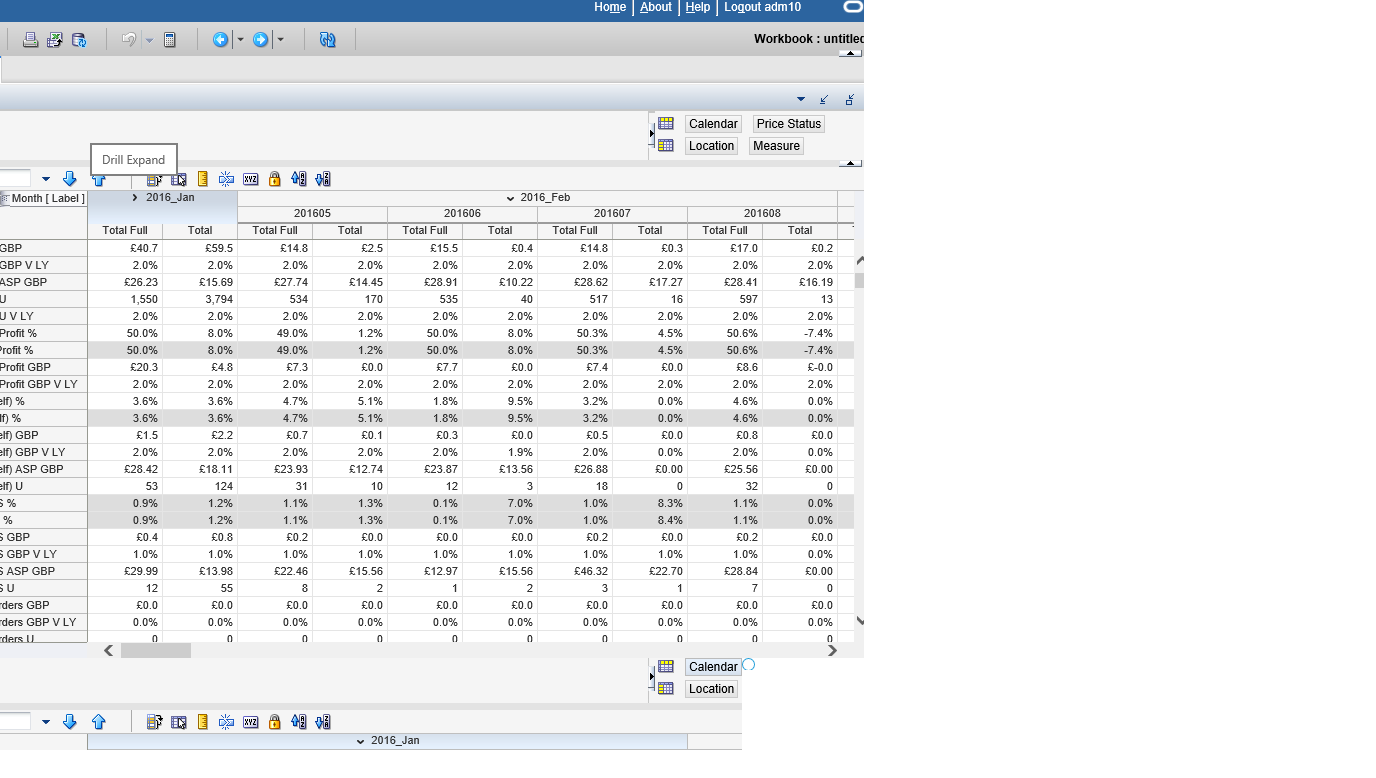 Home About Help Logout adm10
Workbook : untitled
Calendar Price Status
Location Measure
Drill Expand
Month [ Label ] 2016_Jan 2016_Feb
201605 201606 201607 201608
Total Full Total Total Full Total Total Full Total Total Full Total Total Full Total
GBP £40.7 £59.5 £14.8 £2.5 £15.5 £0.4 £14.8 £0.3 £17.0 £0.2
GBP V LY 2.0% 2.0% 2.0% 2.0% 2.0% 2.0% 2.0% 2.0% 2.0% 2.0%
ASP GBP £26.23 £15.69 £27.74 £14.45 £28.91 £10.22 £28.62 £17.27 £28.41 £16.19
U 1,550 3,794 534 170 535 40 517 16 597 13
U V LY 2.0% 2.0% 2.0% 2.0% 2.0% 2.0% 2.0% 2.0% 2.0% 2.0%
Profit % 50.0% 8.0% 49.0% 1.2% 50.0% 8.0% 50.3% 4.5% 50.6% -7.4%
Profit % 50.0% 8.0% 49.0% 1.2% 50.0% 8.0% 50.3% 4.5% 50.6% -7.4%
Profit GBP £20.3 £4.8 £7.3 £0.0 £7.7 £0.0 £7.4 £0.0 £8.6 £-0.0
Profit GBP V LY 2.0% 2.0% 2.0% 2.0% 2.0% 2.0% 2.0% 2.0% 2.0% 2.0%
elf) % 3.6% 3.6% 4.7% 5.1% 1.8% 9.5% 3.2% 0.0% 4.6% 0.0%
lf) % 3.6% 3.6% 4.7% 5.1% 1.8% 9.5% 3.2% 0.0% 4.6% 0.0%
elf) GBP £1.5 £2.2 £0.7 £0.1 £0.3 £0.0 £0.5 £0.0 £0.8 £0.0
elf) GBP V LY 2.0% 2.0% 2.0% 2.0% 2.0% 1.9% 2.0% 0.0% 2.0% 0.0%
elf) ASP GBP £28.42 £18.11 £23.93 £12.74 £23.87 £13.56 £26.88 £0.00 £25.56 £0.00
elf) U 53 124 31 10 12 3 18 0 32 0
S % 0.9% 1.2% 1.1% 1.3% 0.1% 7.0% 1.0% 8.3% 1.1% 0.0%
% 0.9% 1.2% 1.1% 1.3% 0.1% 7.0% 1.0% 8.4% 1.1% 0.0%
S GBP £0.4 £0.8 £0.2 £0.0 £0.0 £0.0 £0.2 £0.0 £0.2 £0.0
S GBP V LY 1.0% 1.0% 1.0% 1.0% 1.0% 1.0% 1.0% 1.0% 1.0% 0.0%
S ASP GBP £29.99 £13.98 £22.46 £15.56 £12.97 £15.56 £46.32 £22.70 £28.84 £0.00
S U 12 55 8 2 1 2 3 1 7 0
rders GBP £0.0 £0.0 £0.0 £0.0 £0.0 £0.0 £0.0 £0.0 £0.0 £0.0
rders GBP V LY 0.0% 0.0% 0.0% 0.0% 0.0% 0.0% 0.0% 0.0% 0.0% 0.0%
rders U 0 0 0 0 0 0 0 0 0 0
Calendar
Location
2016_Jan